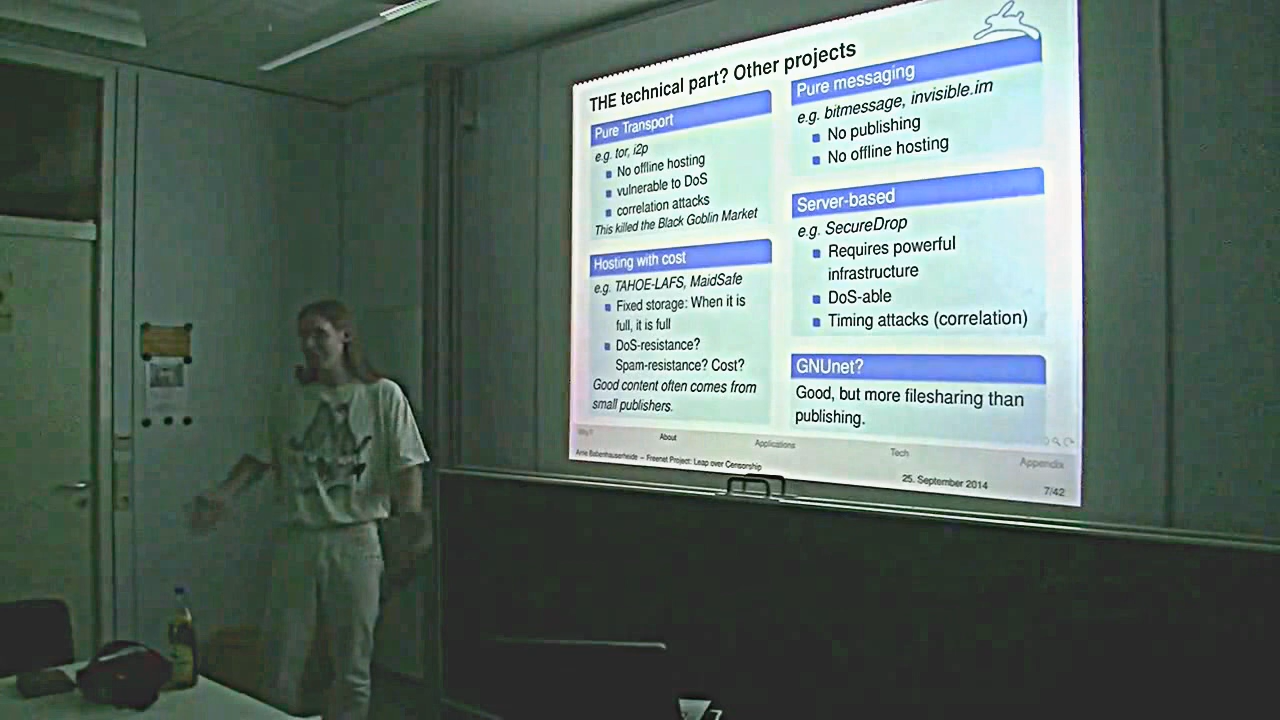 THE technical part? Other projects
Pure Transport
e.g. tor, i2p
No offline hosting
vulnerable to DoS
correlation attacks
This killed the Black Goblin Market
Hosting with cost
e.g. TAHOE-LAFS, MaidSafe
Fixed storage: When it is
full, it is full
DoS-resistance?
Spam-resistance? Cost?
Good content often comes from
small publishers.
Pure messaging
e.g. bitmessage, invisible.im
No publishing
No offline hosting
Server-based
e.g. SecureDrop
Requires powerful
infrastructure
DoS-able
Timing attacks (correlation)
GNUnet?
Good, but more filesharing than
publishing.
Why?
About
Applications
Tech
Appendix
Arne Babenhauserheide – Freenet Project: Leap over Censorship
25. September 2014
7/42